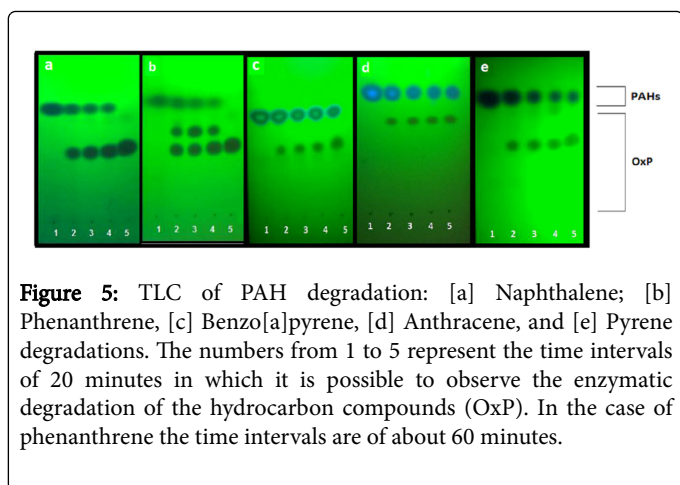 a
b
c
d
e
PAHs
OxP
1 2 3 4 5
1 2 3 4 5
1 2 3 4 5
1 2 3 4 5
1 2 3 4 5
Figure 5: TLC of PAH degradation: [a] Naphthalene; [b]
Phenanthrene, [c] Benzo[a]pyrene, [d] Anthracene, and [e] Pyrene
degradations. The numbers from 1 to 5 represent the time intervals
of 20 minutes in which it is possible to observe the enzymatic
degradation of the hydrocarbon compounds (OxP). In the case of
phenanthrene the time intervals are of about 60 minutes.